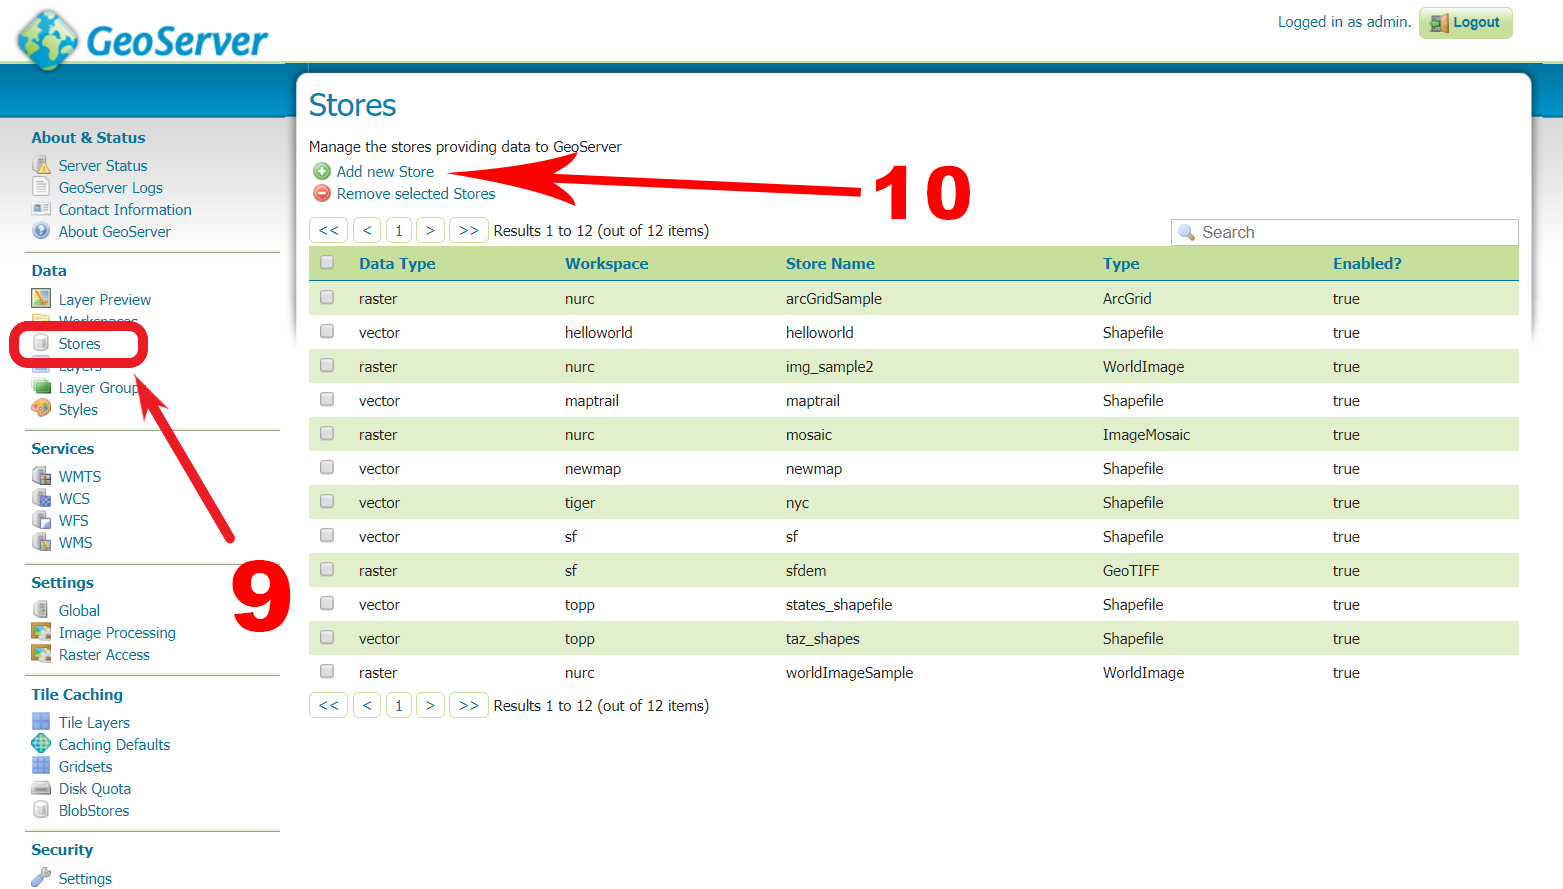 GeoServer
Logged in as admin. Logout
About & Status
Server Status
GeoServer Logs
Contact Information
About GeoServer
Data
Layer Preview
Workspaces
Stores
Layers
Layer Groups
Styles
Services
WMTS
WCS
WFS
WMS
Settings
Global
Image Processing
Raster Access
Tile Caching
Tile Layers
Caching Defaults
Gridsets
Disk Quota
BlobStores
Security
Settings
9
Stores
Manage the stores providing data to GeoServer
Add new Store
10
Remove selected Stores
<< < 1 > >> Results 1 to 12 (out of 12 items) Search
Data Type Workspace Store Name Type Enabled?
raster nurc arcGridSample ArcGrid true
vector helloworld helloworld Shapefile true
raster nurc img_sample2 WorldImage true
vector maptrail maptrail Shapefile true
raster nurc mosaic ImageMosaic true
vector newmap newmap Shapefile true
vector tiger nyc Shapefile true
vector sf sf Shapefile true
raster sf sfdem GeoTIFF true
vector topp states_shapefile Shapefile true
vector topp taz_shapes Shapefile true
raster nurc worldImageSample WorldImage true
<< < 1 > >> Results 1 to 12 (out of 12 items)